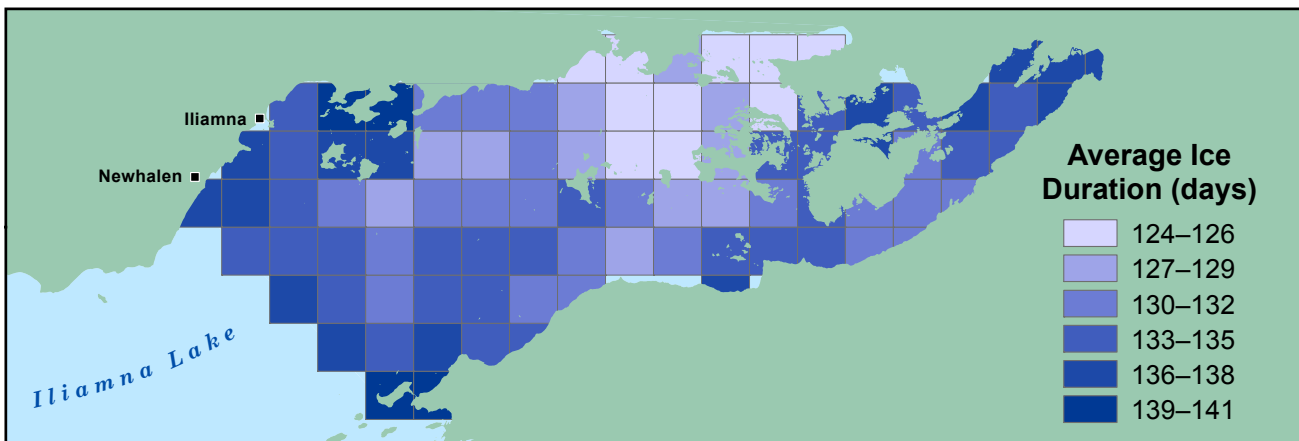 Iliamna
Newhalen
Iliamna Lake
Average Ice
Duration (days)
124–126
127–129
130–132
133–135
136–138
139–141